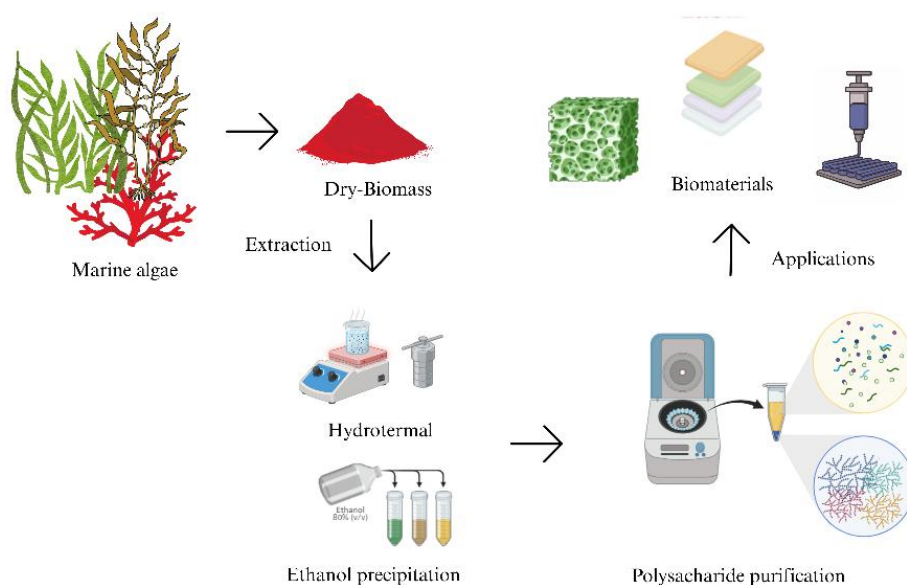 Marine algae
Dry-Biomass
Extraction
Hydrotermal
Ethanol
80% (v/v)
Ethanol precipitation
Polysacharide purification
Applications
Biomaterials